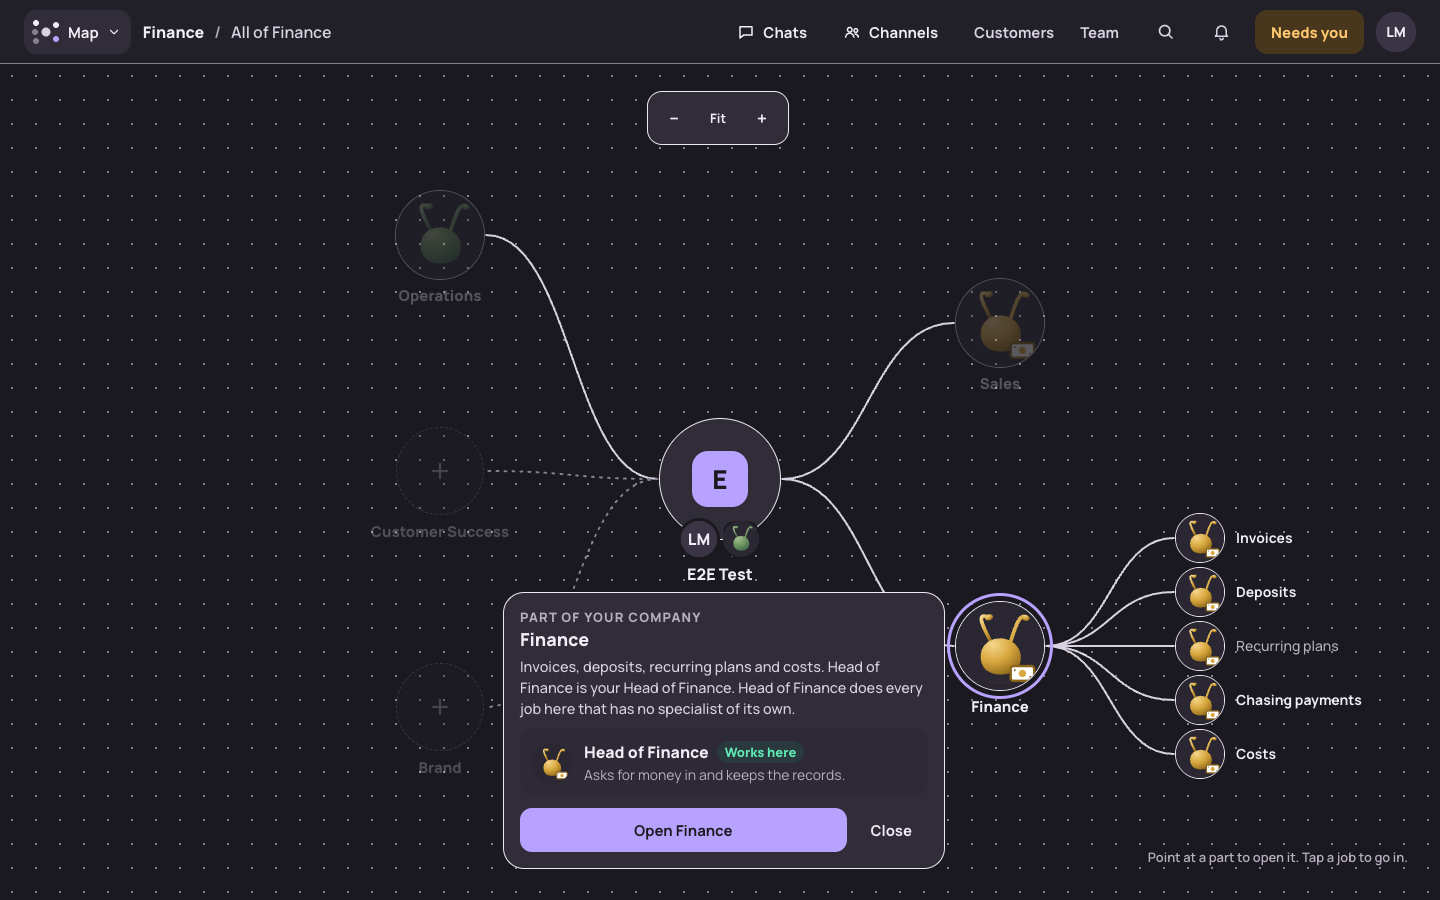 Map
Finance / All of Finance
Chats
Channels
Customers
Team
Needs you
LM
− Fit +
Operations
Sales
Customer Success
E
LM
E2E Test
Brand
PART OF YOUR COMPANY
Finance
Invoices, deposits, recurring plans and costs. Head of
Finance is your Head of Finance. Head of Finance does every
job here that has no specialist of its own.
Head of Finance Works here
Asks for money in and keeps the records.
Open Finance
Close
Finance
Invoices
Deposits
Recurring plans
Chasing payments
Costs
Point at a part to open it. Tap a job to go in.